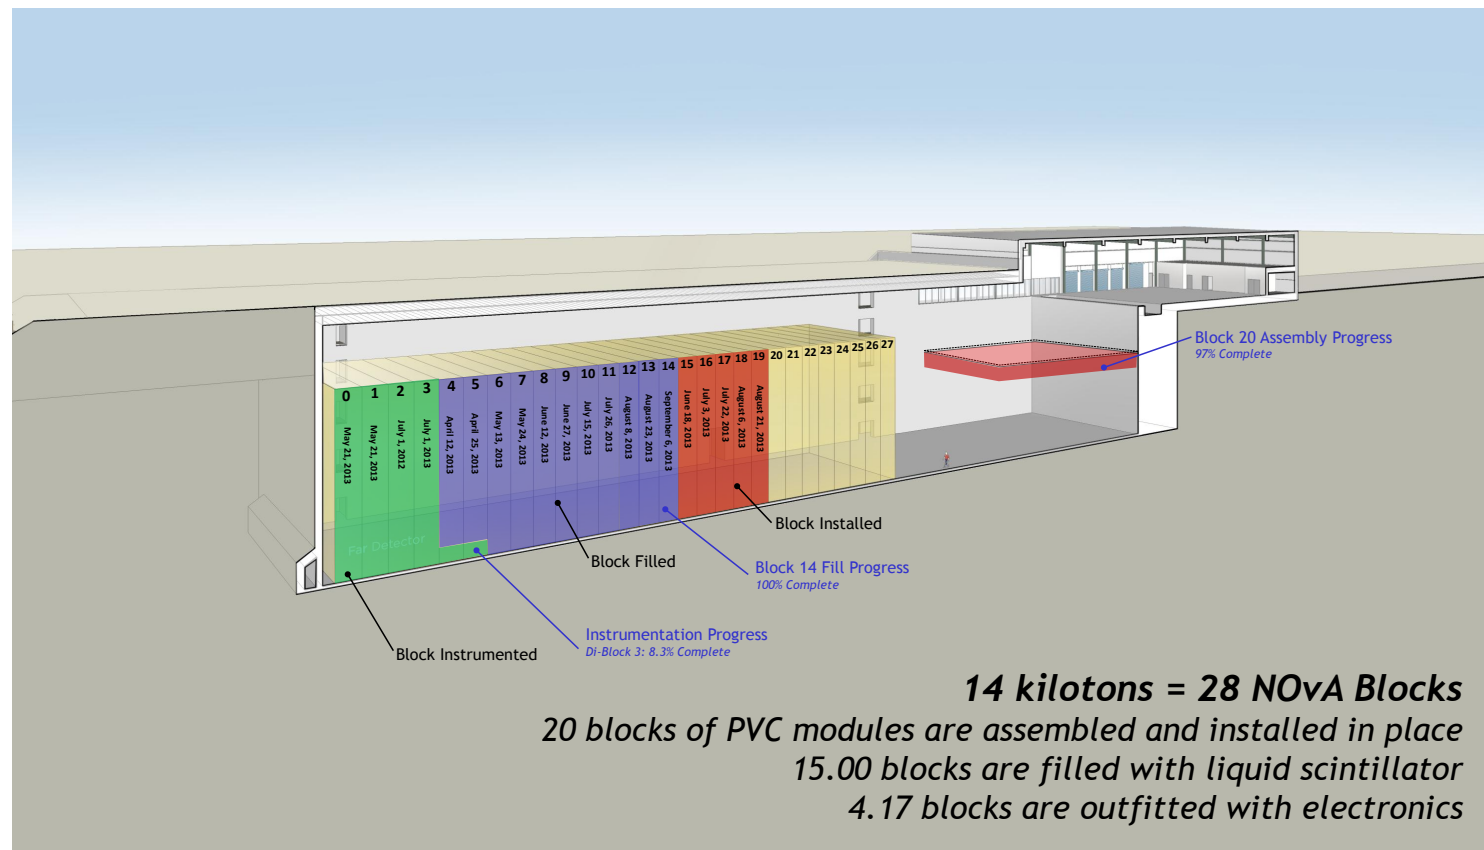 Block 20 Assembly Progress
97% Complete
0 1 2 3 4 5 6 7 8 9 10 11 12 13 14 15 16 17 18 19 20 21 22 23 24 25 26 27
May 21, 2013
May 21, 2013
July 1, 2012
July 1, 2013
April 12, 2013
April 25, 2013
May 13, 2013
May 24, 2013
June 12, 2013
June 27, 2013
July 15, 2013
July 26, 2013
August 8, 2013
August 23, 2013
September 6, 2013
June 18, 2013
July 3, 2013
July 22, 2013
August 6, 2013
August 21, 2013
Far Detector
Block Installed
Block Filled
Block 14 Fill Progress
100% Complete
Instrumentation Progress
Di-Block 3: 8.3% Complete
Block Instrumented
14 kilotons = 28 NOvA Blocks
20 blocks of PVC modules are assembled and installed in place
15.00 blocks are filled with liquid scintillator
4.17 blocks are outfitted with electronics